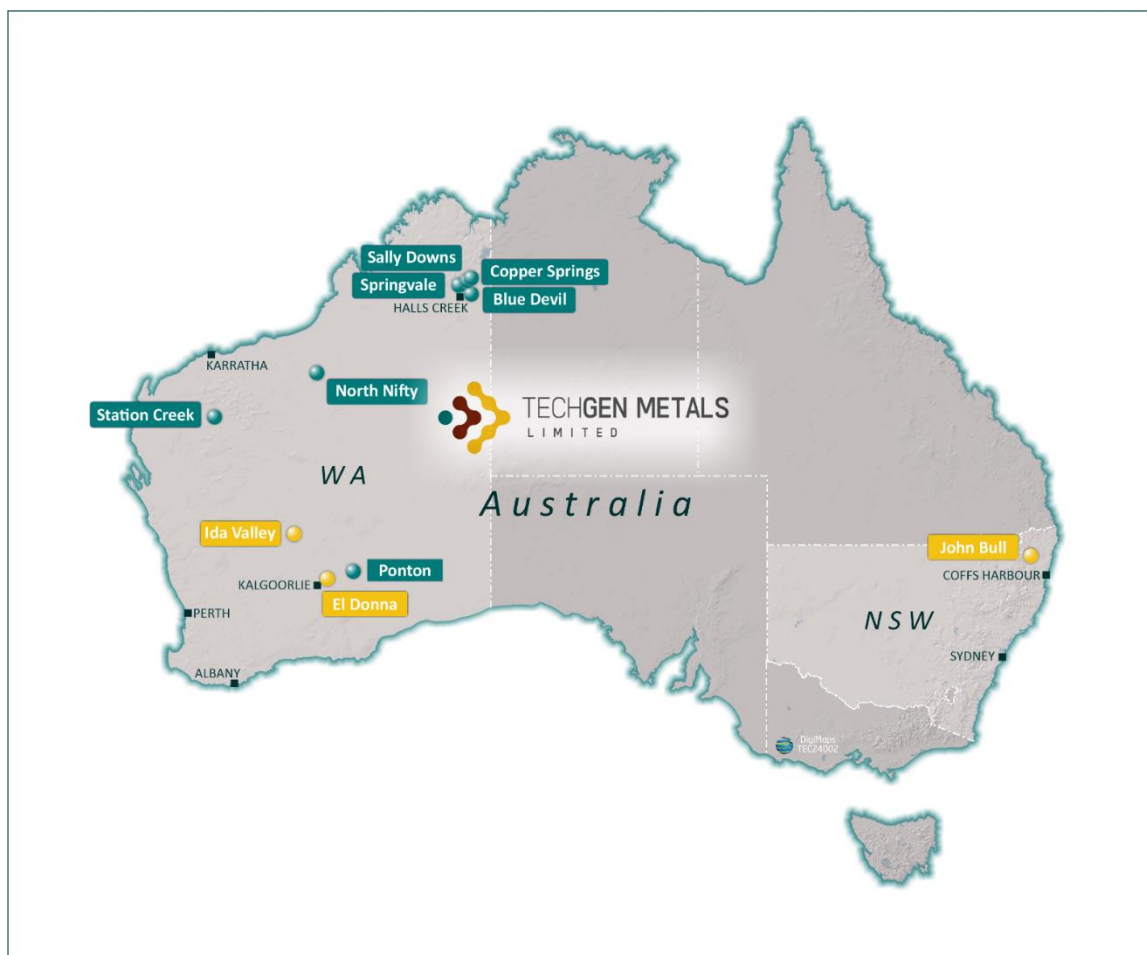 Sally Downs
Copper Springs
Springvale
Blue Devil
HALLS CREEK
KARRATHA
North Nifty
Station Creek
TECHGEN METALS
LIMITED
WA
Australia
Ida Valley
John Bull
Ponton
KALGOORLIE
COFFS HARBOUR
El Donna
PERTH
NSW
SYDNEY
ALBANY
DigiMaps
TEC24002